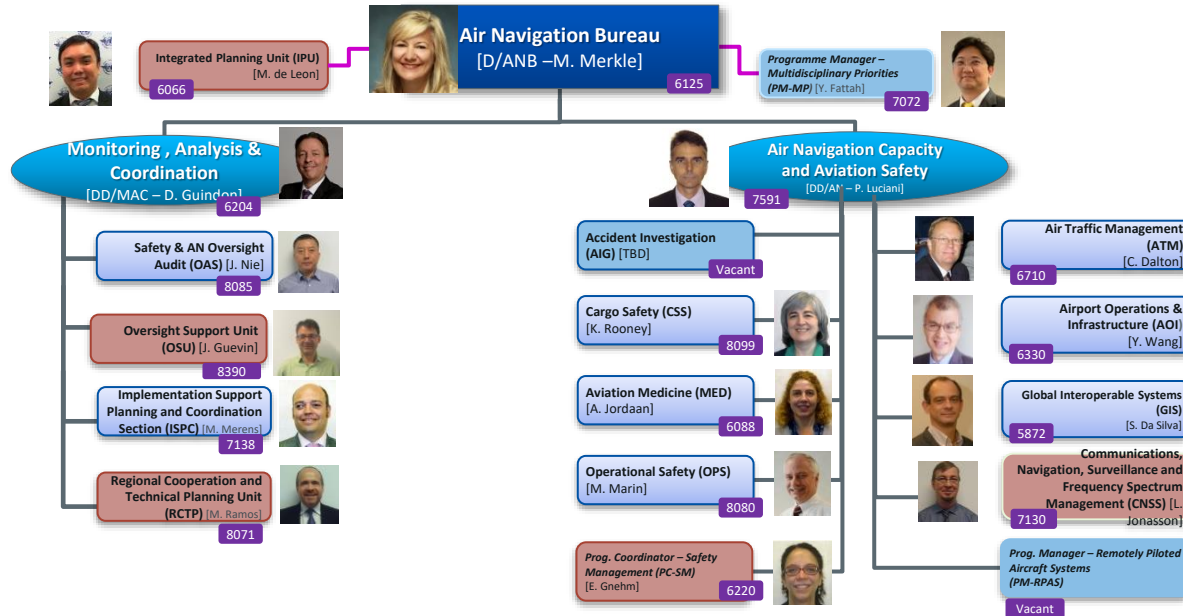 Air Navigation Bureau
[D/ANB –M. Merkle]
6125
Integrated Planning Unit (IPU)
[M. de Leon]
6066
Programme Manager –
Multidisciplinary Priorities
(PM-MP) [Y. Fattah]
7072
Monitoring , Analysis &
Coordination
[DD/MAC – D. Guindon]
6204
Safety & AN Oversight
Audit (OAS) [J. Nie]
8085
Oversight Support Unit
(OSU) [J. Guevin]
8390
Implementation Support
Planning and Coordination
Section (ISPC) [M. Merens]
7138
Regional Cooperation and
Technical Planning Unit
(RCTP) [M. Ramos]
8071
Air Navigation Capacity
and Aviation Safety
[DD/AN – P. Luciani]
7591
Accident Investigation
(AIG) [TBD]
Vacant
Cargo Safety (CSS)
[K. Rooney]
8099
Aviation Medicine (MED)
[A. Jordaan]
6088
Operational Safety (OPS)
[M. Marin]
8080
Prog. Coordinator – Safety
Management (PC-SM)
[E. Gnehm]
6220
Air Traffic Management
(ATM)
[C. Dalton]
6710
Airport Operations &
Infrastructure (AOI)
[Y. Wang]
6330
Global Interoperable Systems
(GIS)
[S. Da Silva]
5872
Communications,
Navigation, Surveillance and
Frequency Spectrum
Management (CNSS) [L.
Jonasson]
7130
Prog. Manager – Remotely Piloted
Aircraft Systems
(PM-RPAS)
Vacant